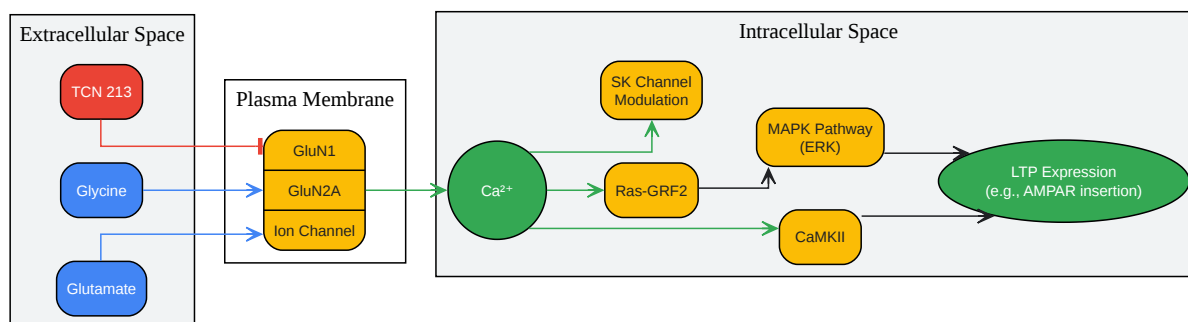 Extracellular Space
TCN 213
Glycine
Glutamate
Plasma Membrane
GluN1
GluN2A
Ion Channel
Intracellular Space
Ca²⁺
SK Channel
Modulation
Ras-GRF2
MAPK Pathway
(ERK)
CaMKII
LTP Expression
(e.g., AMPAR insertion)